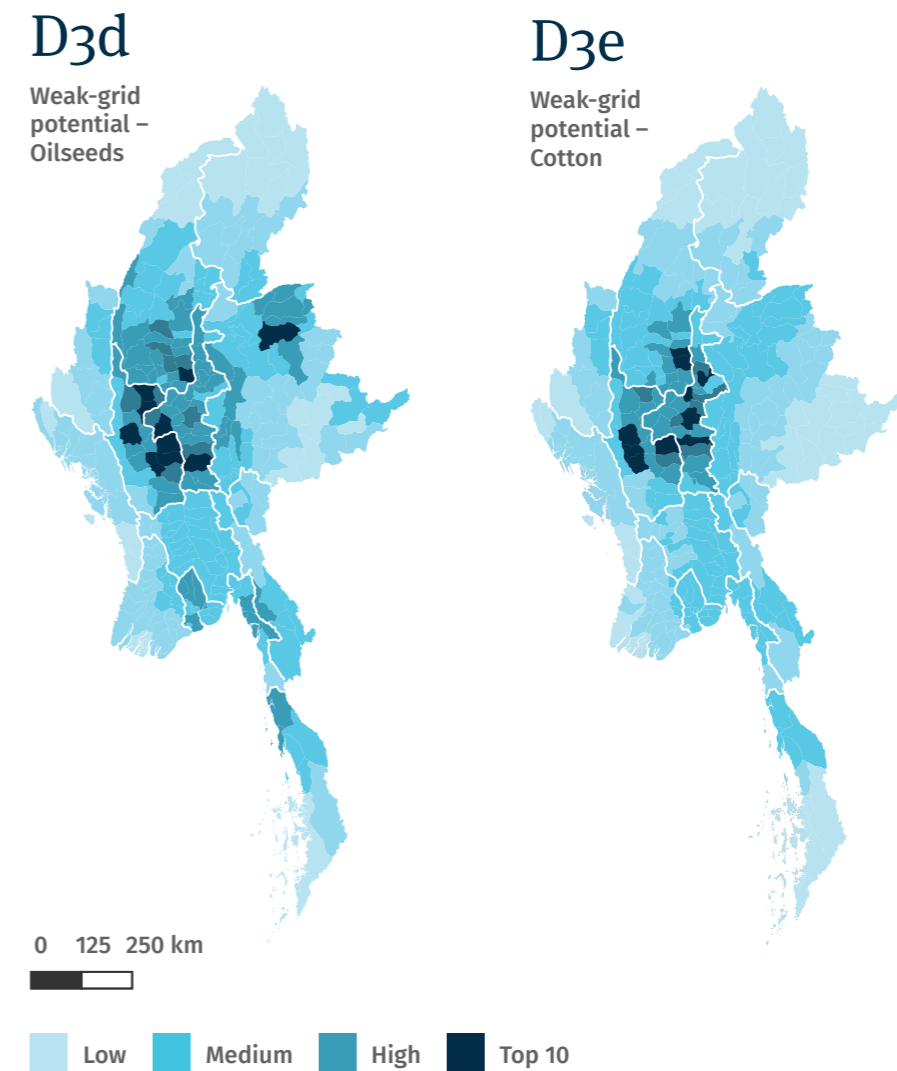 D3d
Weak-grid
potential –
Oilseeds
D3e
Weak-grid
potential –
Cotton
0 125 250 km
Low Medium High Top 10